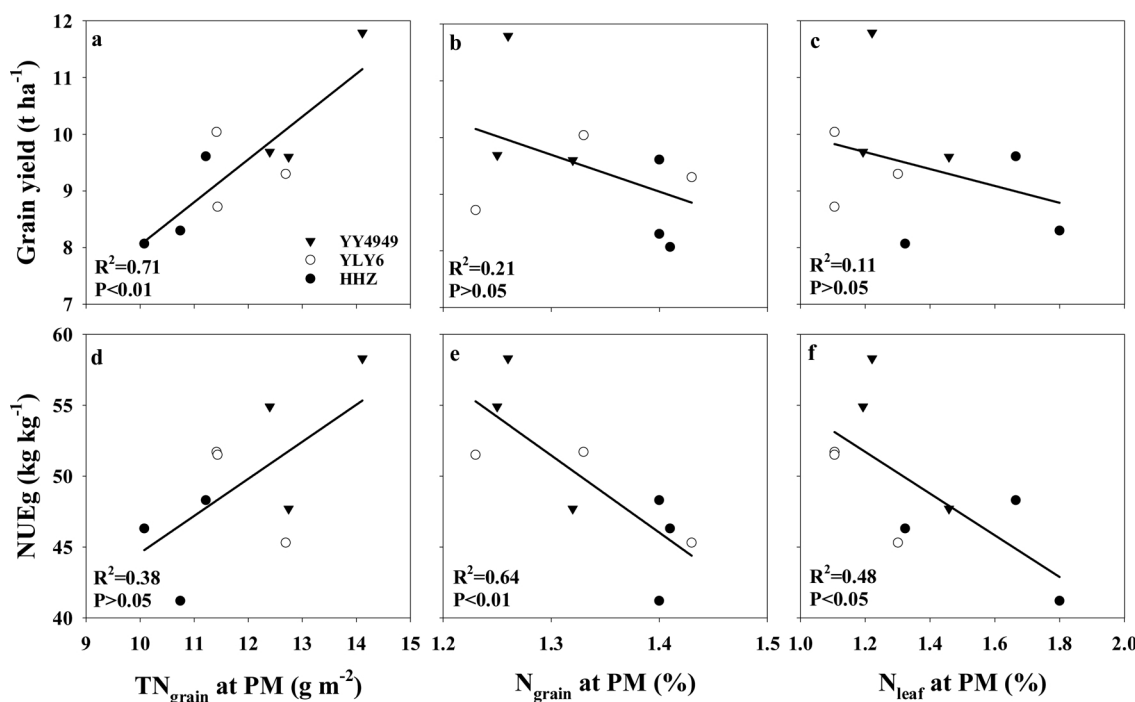 12
11
10
9
8
7
Grain yield (t ha⁻¹)
a
R²=0.71
P<0.01
YY4949
YLY6
HHZ
b
R²=0.21
P>0.05
c
R²=0.11
P>0.05
60
55
50
45
40
NUEg (kg kg⁻¹)
d
R²=0.38
P>0.05
e
R²=0.64
P<0.01
f
R²=0.48
P<0.05
9 10 11 12 13 14 15
1.2 1.3 1.4 1.5
1.0 1.2 1.4 1.6 1.8 2.0
TNgrain at PM (g m⁻²)
Ngrain at PM (%)
Nleaf at PM (%)